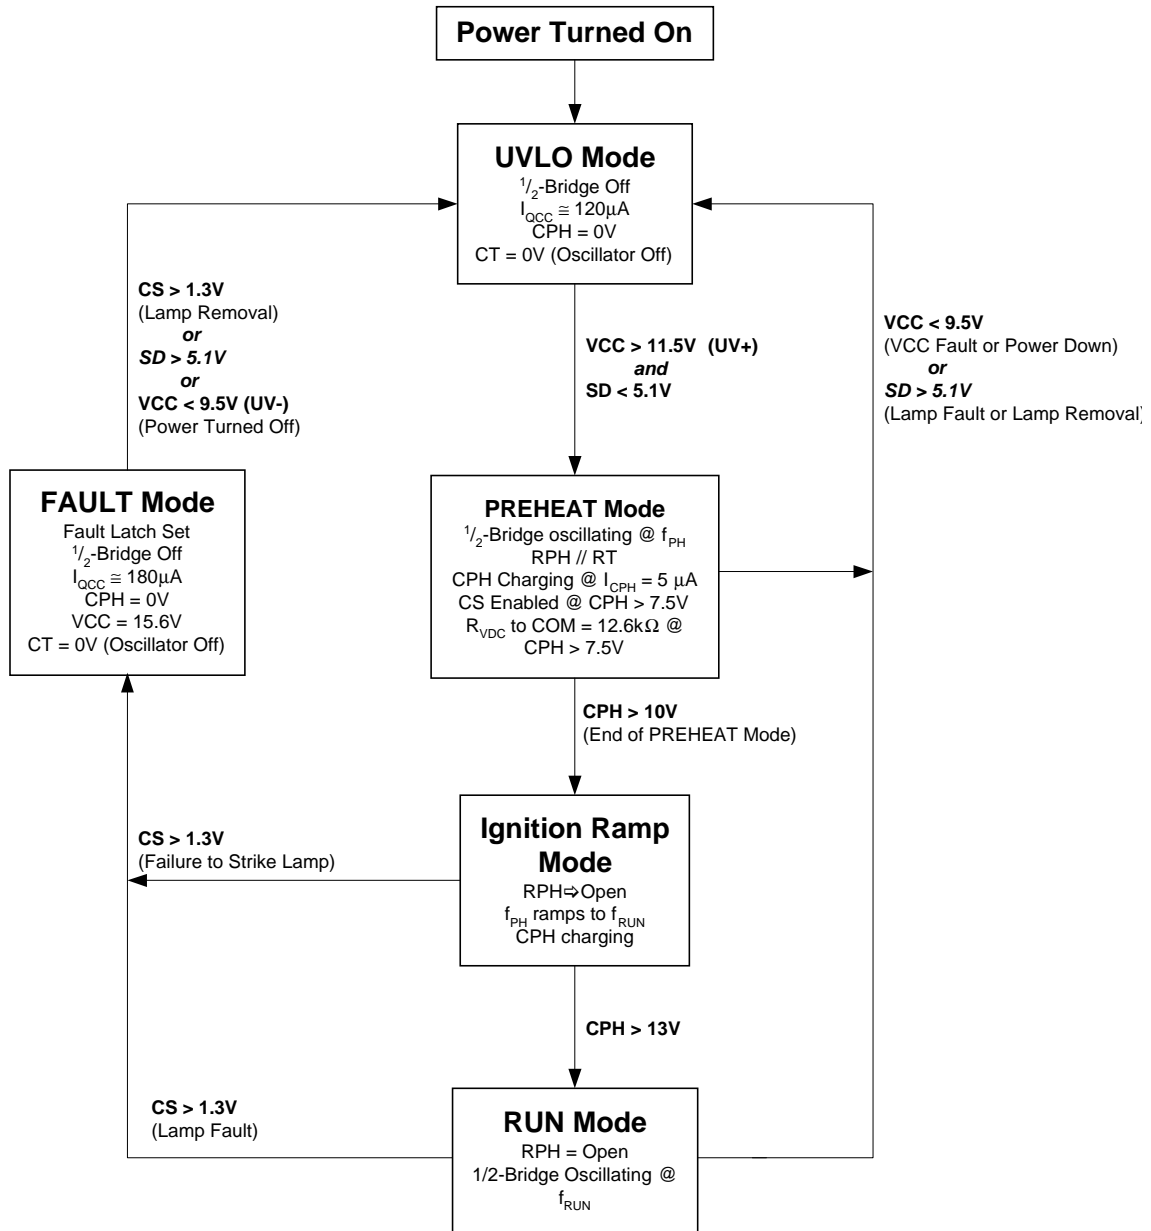 Power Turned On
UVLO Mode
1/2-Bridge Off
IQCC ≅ 120µA
CPH = 0V
CT = 0V (Oscillator Off)
CS > 1.3V
(Lamp Removal)
or
SD > 5.1V
or
VCC < 9.5V (UV-)
(Power Turned Off)
VCC > 11.5V (UV+)
and
SD < 5.1V
VCC < 9.5V
(VCC Fault or Power Down)
or
SD > 5.1V
(Lamp Fault or Lamp Removal)
FAULT Mode
Fault Latch Set
1/2-Bridge Off
IQCC ≅ 180µA
CPH = 0V
VCC = 15.6V
CT = 0V (Oscillator Off)
PREHEAT Mode
1/2-Bridge oscillating @ fPH
RPH // RT
CPH Charging @ ICPH = 5 µA
CS Enabled @ CPH > 7.5V
RVDC to COM = 12.6kΩ @
CPH > 7.5V
CPH > 10V
(End of PREHEAT Mode)
Ignition Ramp
Mode
RPH⇨Open
fPH ramps to fRUN
CPH charging
CS > 1.3V
(Failure to Strike Lamp)
CPH > 13V
RUN Mode
RPH = Open
1/2-Bridge Oscillating @
fRUN
CS > 1.3V
(Lamp Fault)